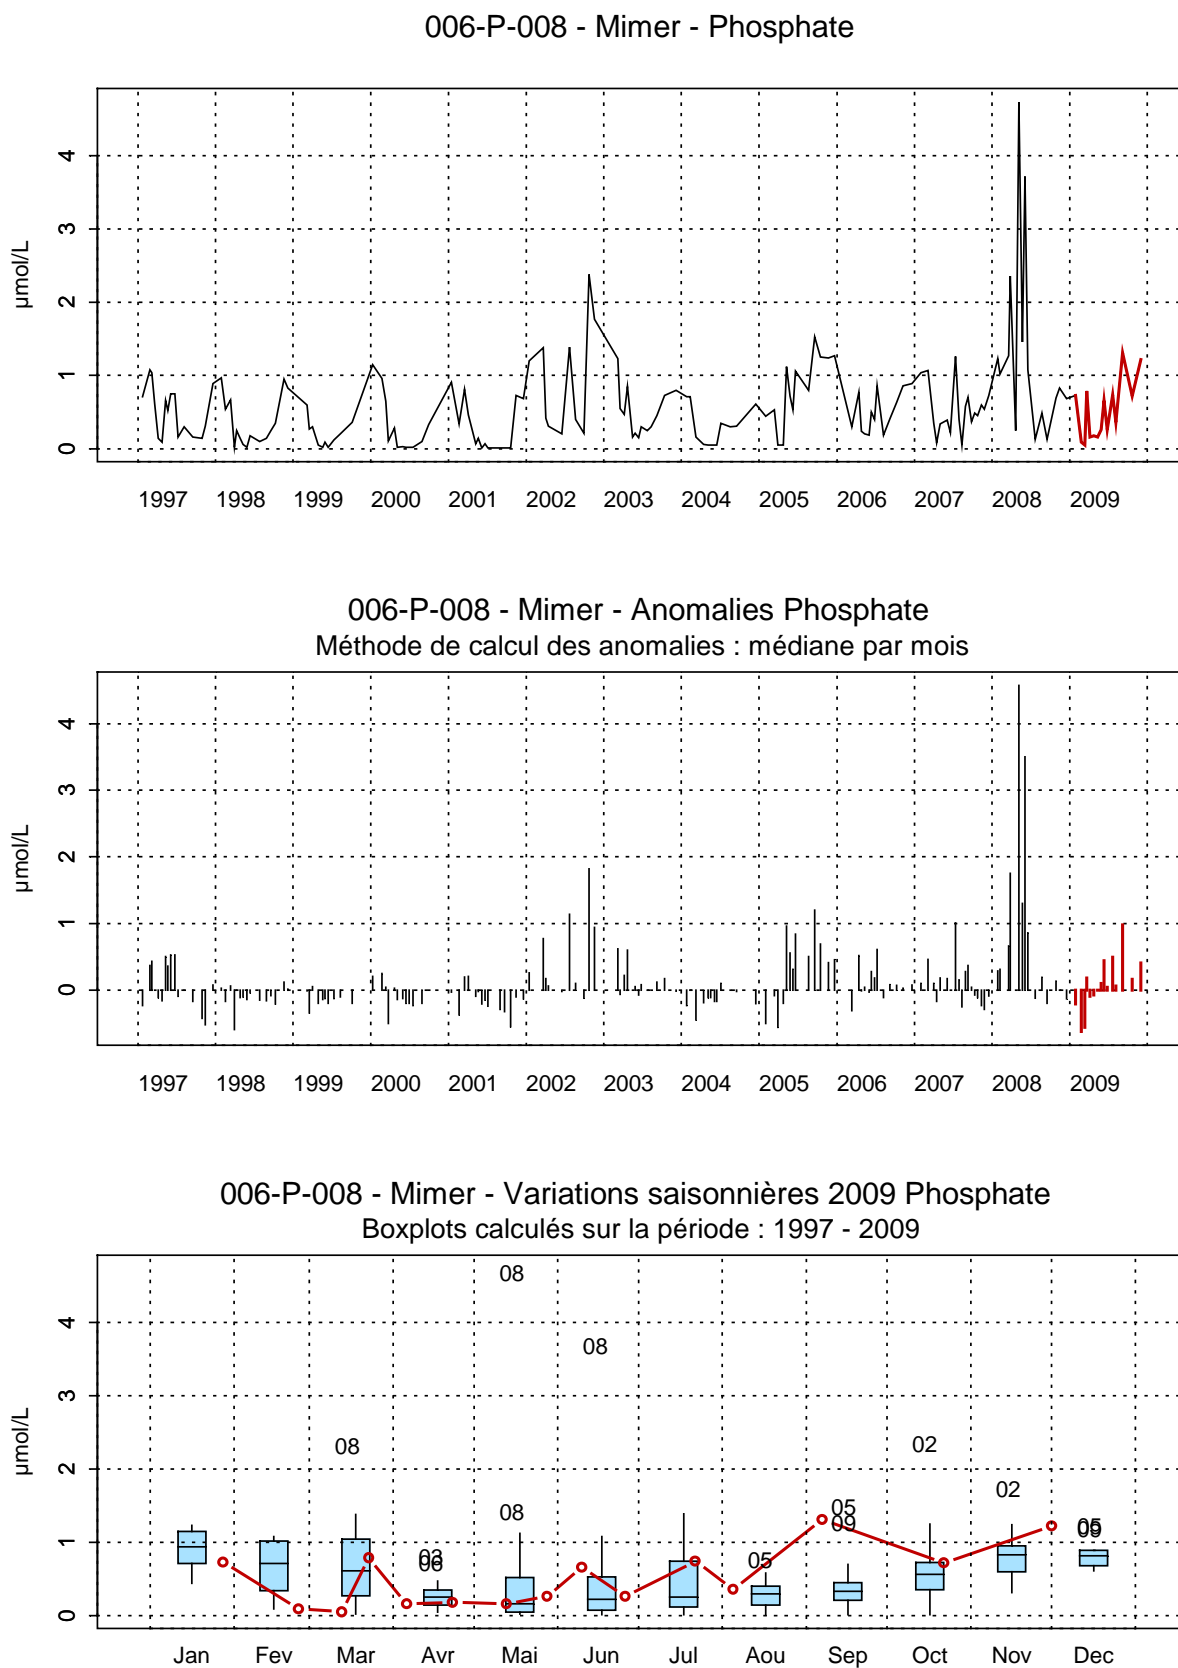 006-P-008 - Mimer - Phosphate
µmol/L
4
3
2
1
0
1997 1998 1999 2000 2001 2002 2003 2004 2005 2006 2007 2008 2009
006-P-008 - Mimer - Anomalies Phosphate
Méthode de calcul des anomalies : médiane par mois
µmol/L
4
3
2
1
0
1997 1998 1999 2000 2001 2002 2003 2004 2005 2006 2007 2008 2009
006-P-008 - Mimer - Variations saisonnières 2009 Phosphate
Boxplots calculés sur la période : 1997 - 2009
µmol/L
08
4
08
3
08 02
2
02
08 05
09
05
1
0
Jan Fev Mar Avr Mai Jun Jul Aou Sep Oct Nov Dec